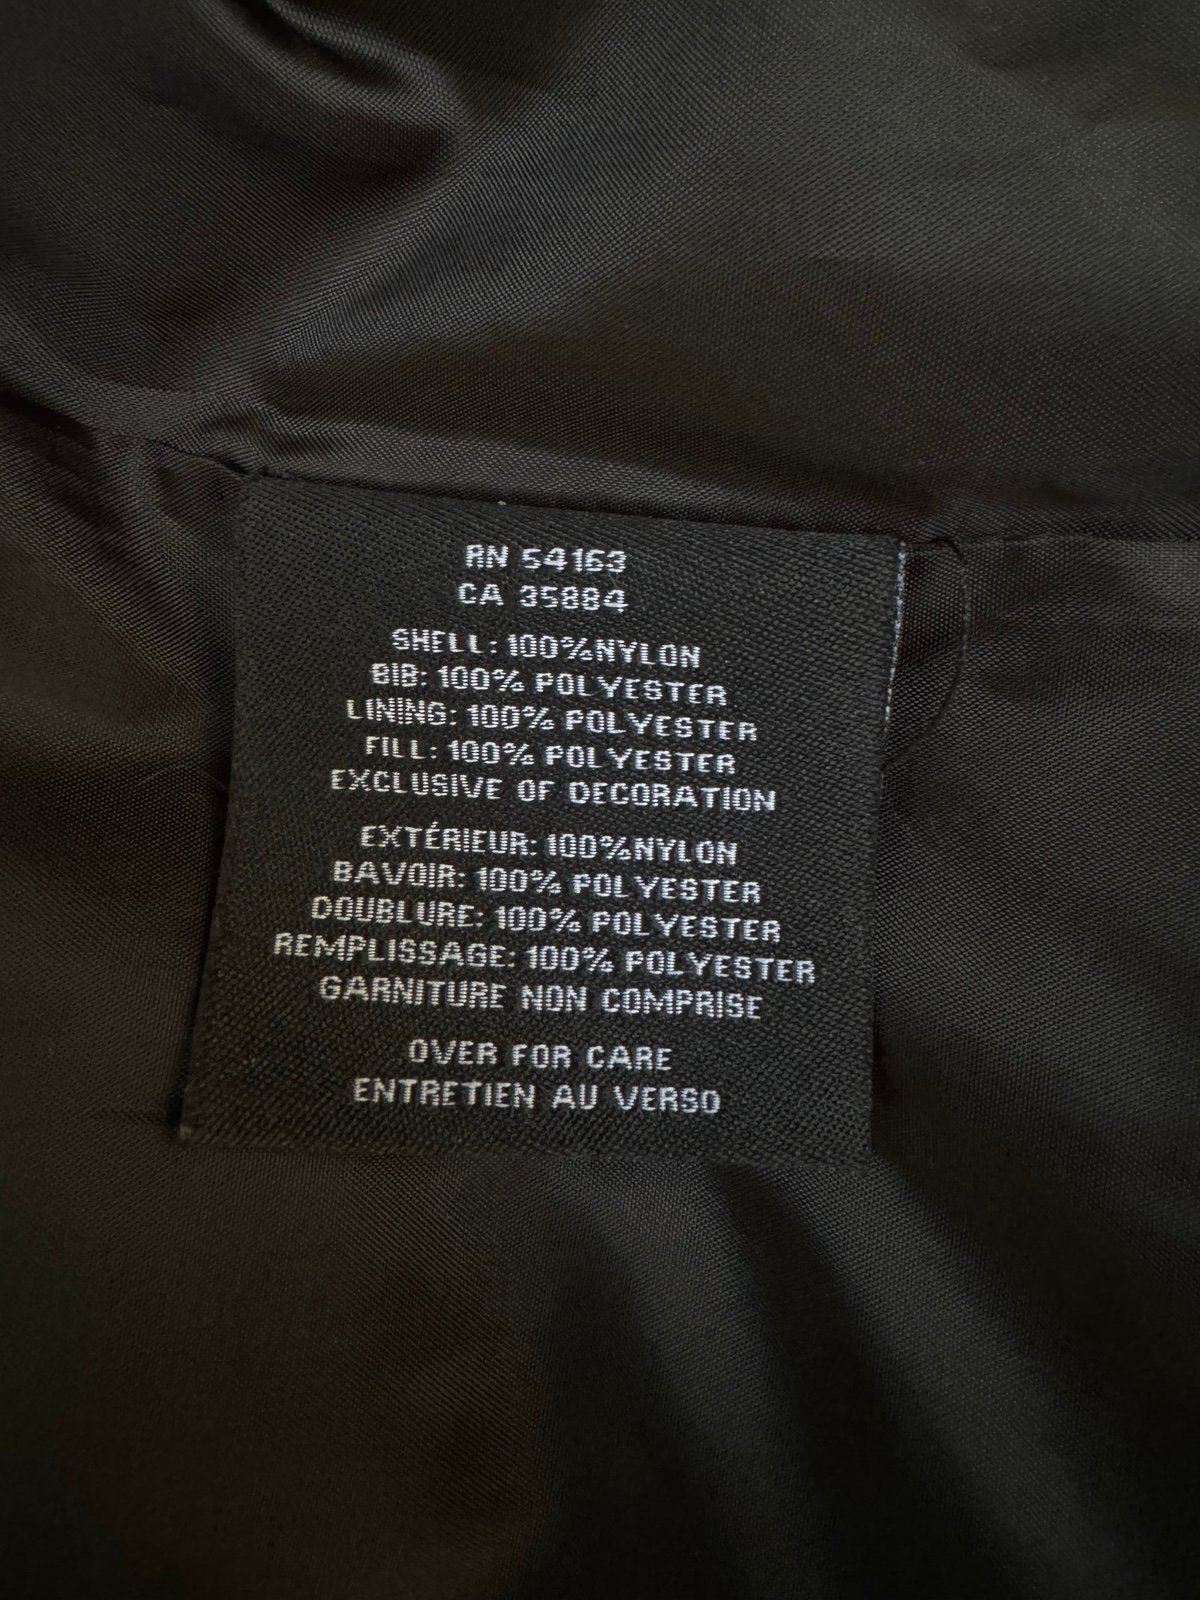 RN 54163
CA 35884
SHELL: 100%NYLON
BIB: 100% POLYESTER
LINING: 100% POLYESTER
FILL: 100% POLYESTER
EXCLUSIVE OF DECORATION
EXTÉRIEUR: 100%NYLON
BAVOIR: 100% POLYESTER
DOUBLURE: 100% POLYESTER
REMPLISSAGE: 100% POLYESTER
GARNITURE NON COMPRISE
OVER FOR CARE
ENTRETIEN AU VERSO